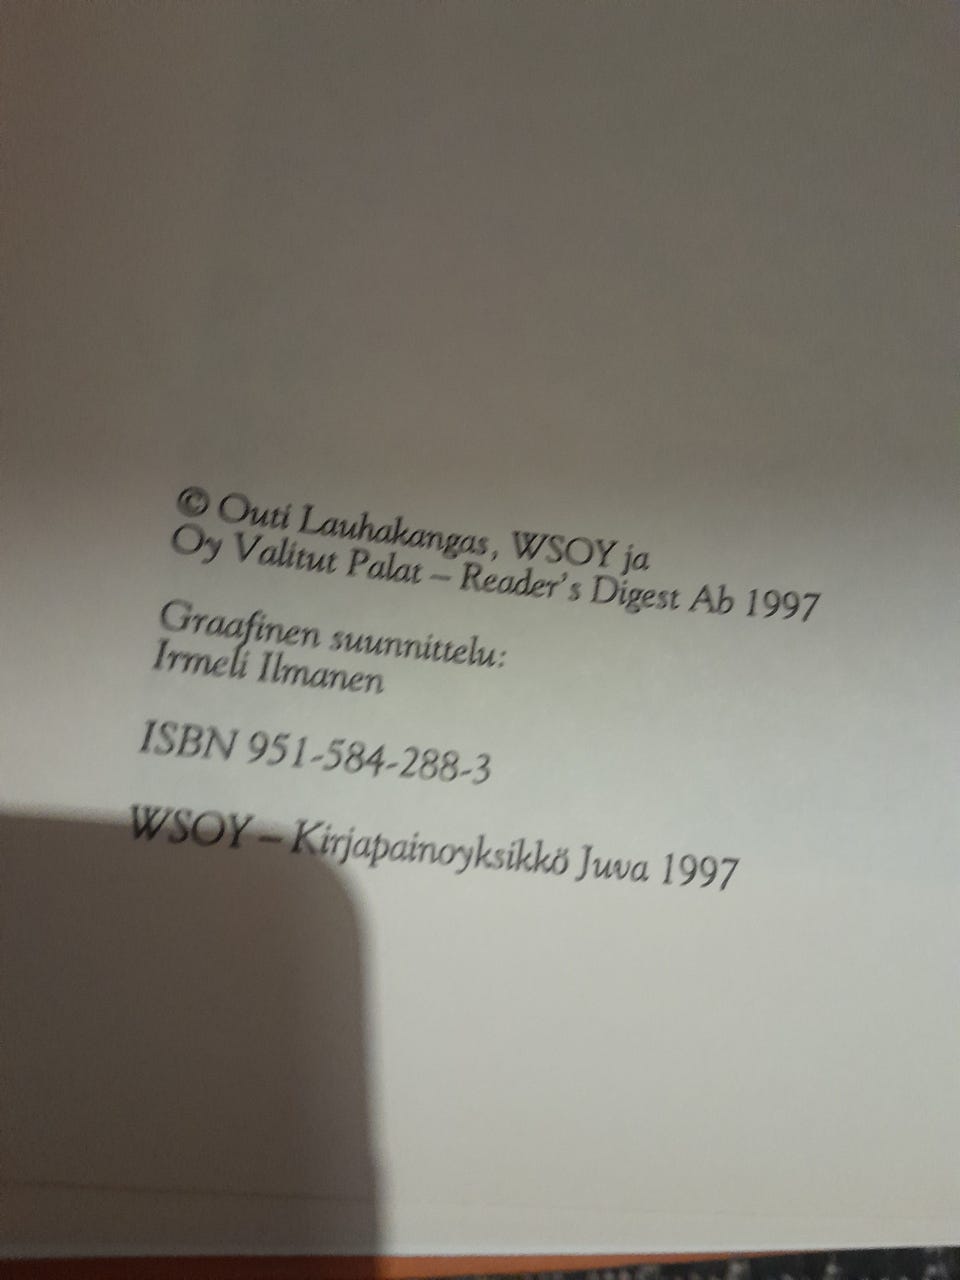 © Outi Lauhakangas, WSOY ja
Oy Valitut Palat – Reader's Digest Ab 1997
Graafinen suunnittelu:
Irmeli Ilmanen
ISBN 951-584-288-3
WSOY – Kirjapainoyksikkö Juva 1997